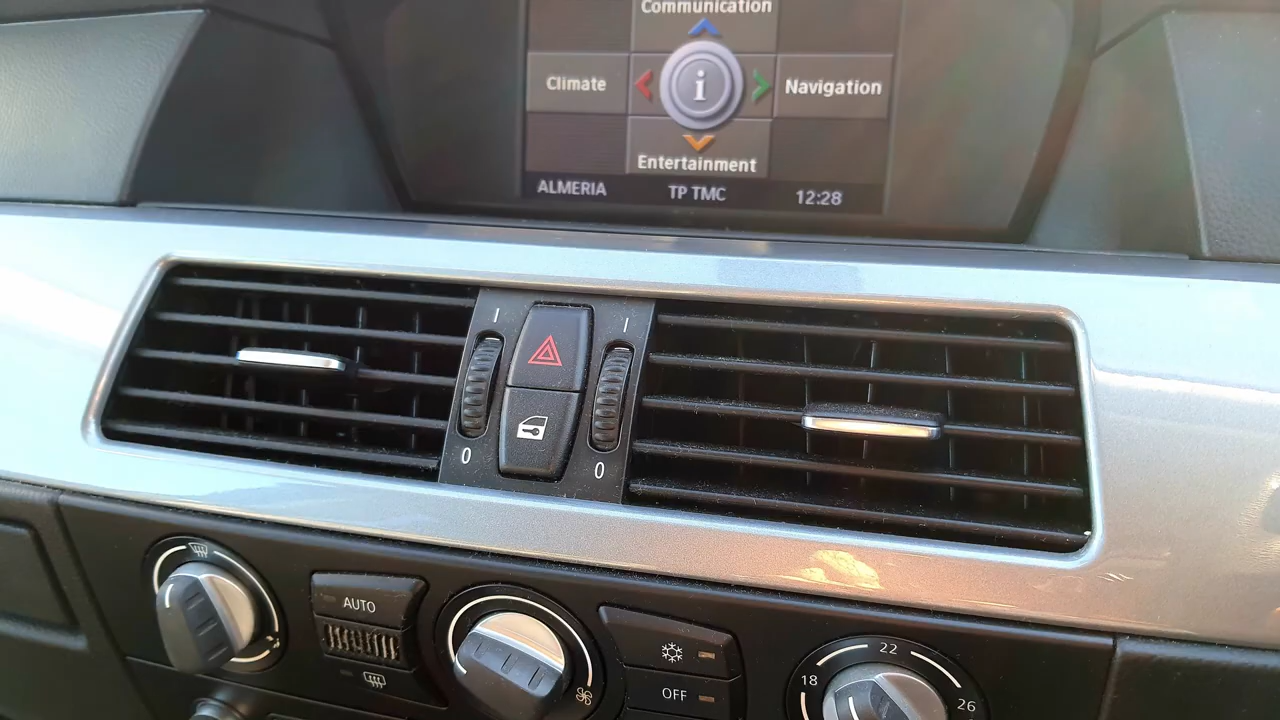 Communication
Climate
i
Navigation
Entertainment
ALMERIA TP TMC 12:28
I I
0 0
AUTO
OFF
18 22 26